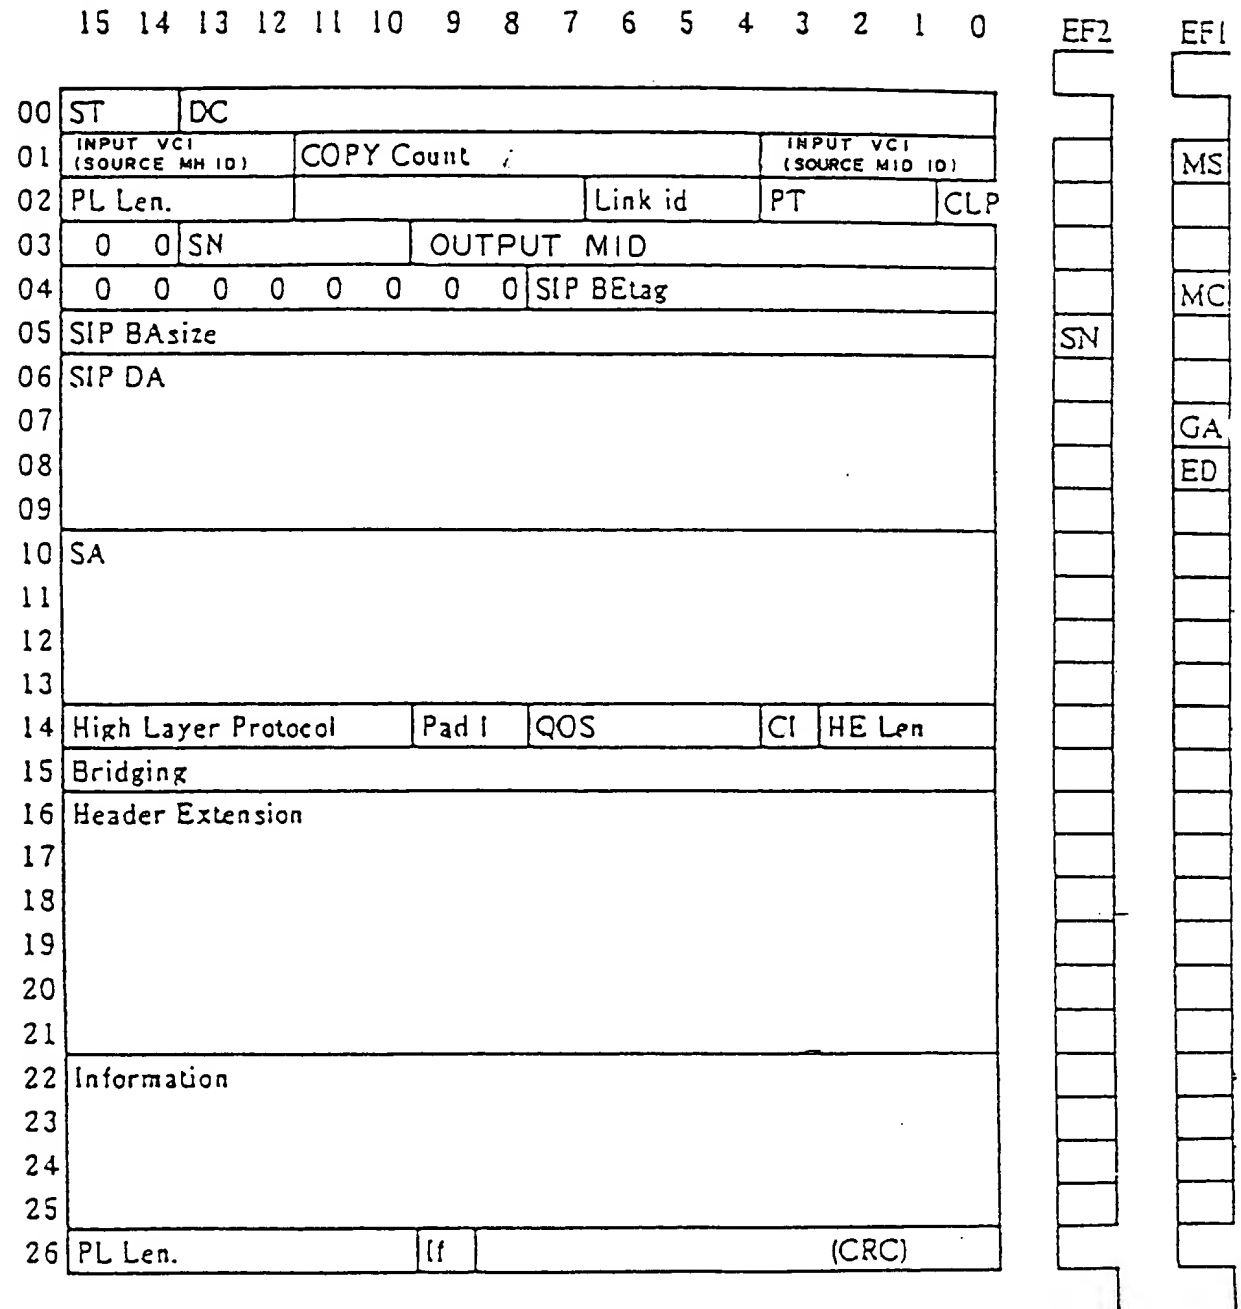 15 14 13 12 11 10 9 8 7 6 5 4 3 2 1 0 EF2 EF1
00 ST DC
01 INPUT VCI (SOURCE MH ID) COPY Count INPUT VCI (SOURCE MID ID) MS
02 PL Len. Link id PT CLP
03 0 0 SN OUTPUT MID
04 0 0 0 0 0 0 0 0 SIP BEtag MC
05 SIP BAsize SN
06 SIP DA
07 GA
08 ED
09
10 SA
11
12
13
14 High Layer Protocol Pad 1 QOS CI HE Len
15 Bridging
16 Header Extension
17
18
19
20
21
22 Information
23
24
25
26 PL Len. If (CRC)